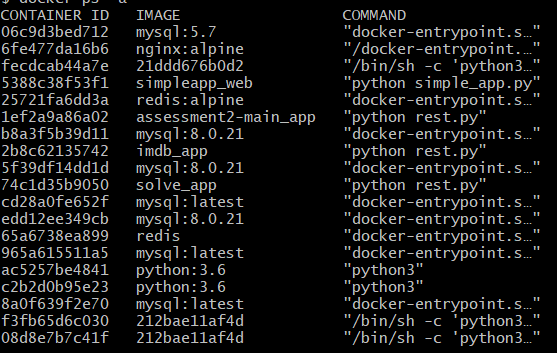 $ docker ps -a
CONTAINER ID   IMAGE                  COMMAND
06c9d3bed712   mysql:5.7              "docker-entrypoint.s…"
6fe477da16b6   nginx:alpine           "/docker-entrypoint.…"
fecdcab44a7e   21ddd676b0d2           "/bin/sh -c 'python3…"
5388c38f53f1   simpleapp_web          "python simple_app.py"
25721fa6dd3a   redis:alpine           "docker-entrypoint.s…"
1ef2a9a86a02   assessment2-main_app   "python rest.py"
b8a3f5b39d11   mysql:8.0.21           "docker-entrypoint.s…"
2b8c62135742   imdb_app               "python rest.py"
5f39df14dd1d   mysql:8.0.21           "docker-entrypoint.s…"
74c1d35b9050   solve_app              "python rest.py"
cd28a0fe652f   mysql:latest           "docker-entrypoint.s…"
edd12ee349cb   mysql:8.0.21           "docker-entrypoint.s…"
65a6738ea899   redis                  "docker-entrypoint.s…"
965a615511a5   mysql:latest           "docker-entrypoint.s…"
ac5257be4841   python:3.6             "python3"
c2b2d0b95e23   python:3.6             "python3"
8a0f639f2e70   mysql:latest           "docker-entrypoint.s…"
f3fb65d6c030   212bae11af4d           "/bin/sh -c 'python3…"
08d8e7b7c41f   212bae11af4d           "/bin/sh -c 'python3…"